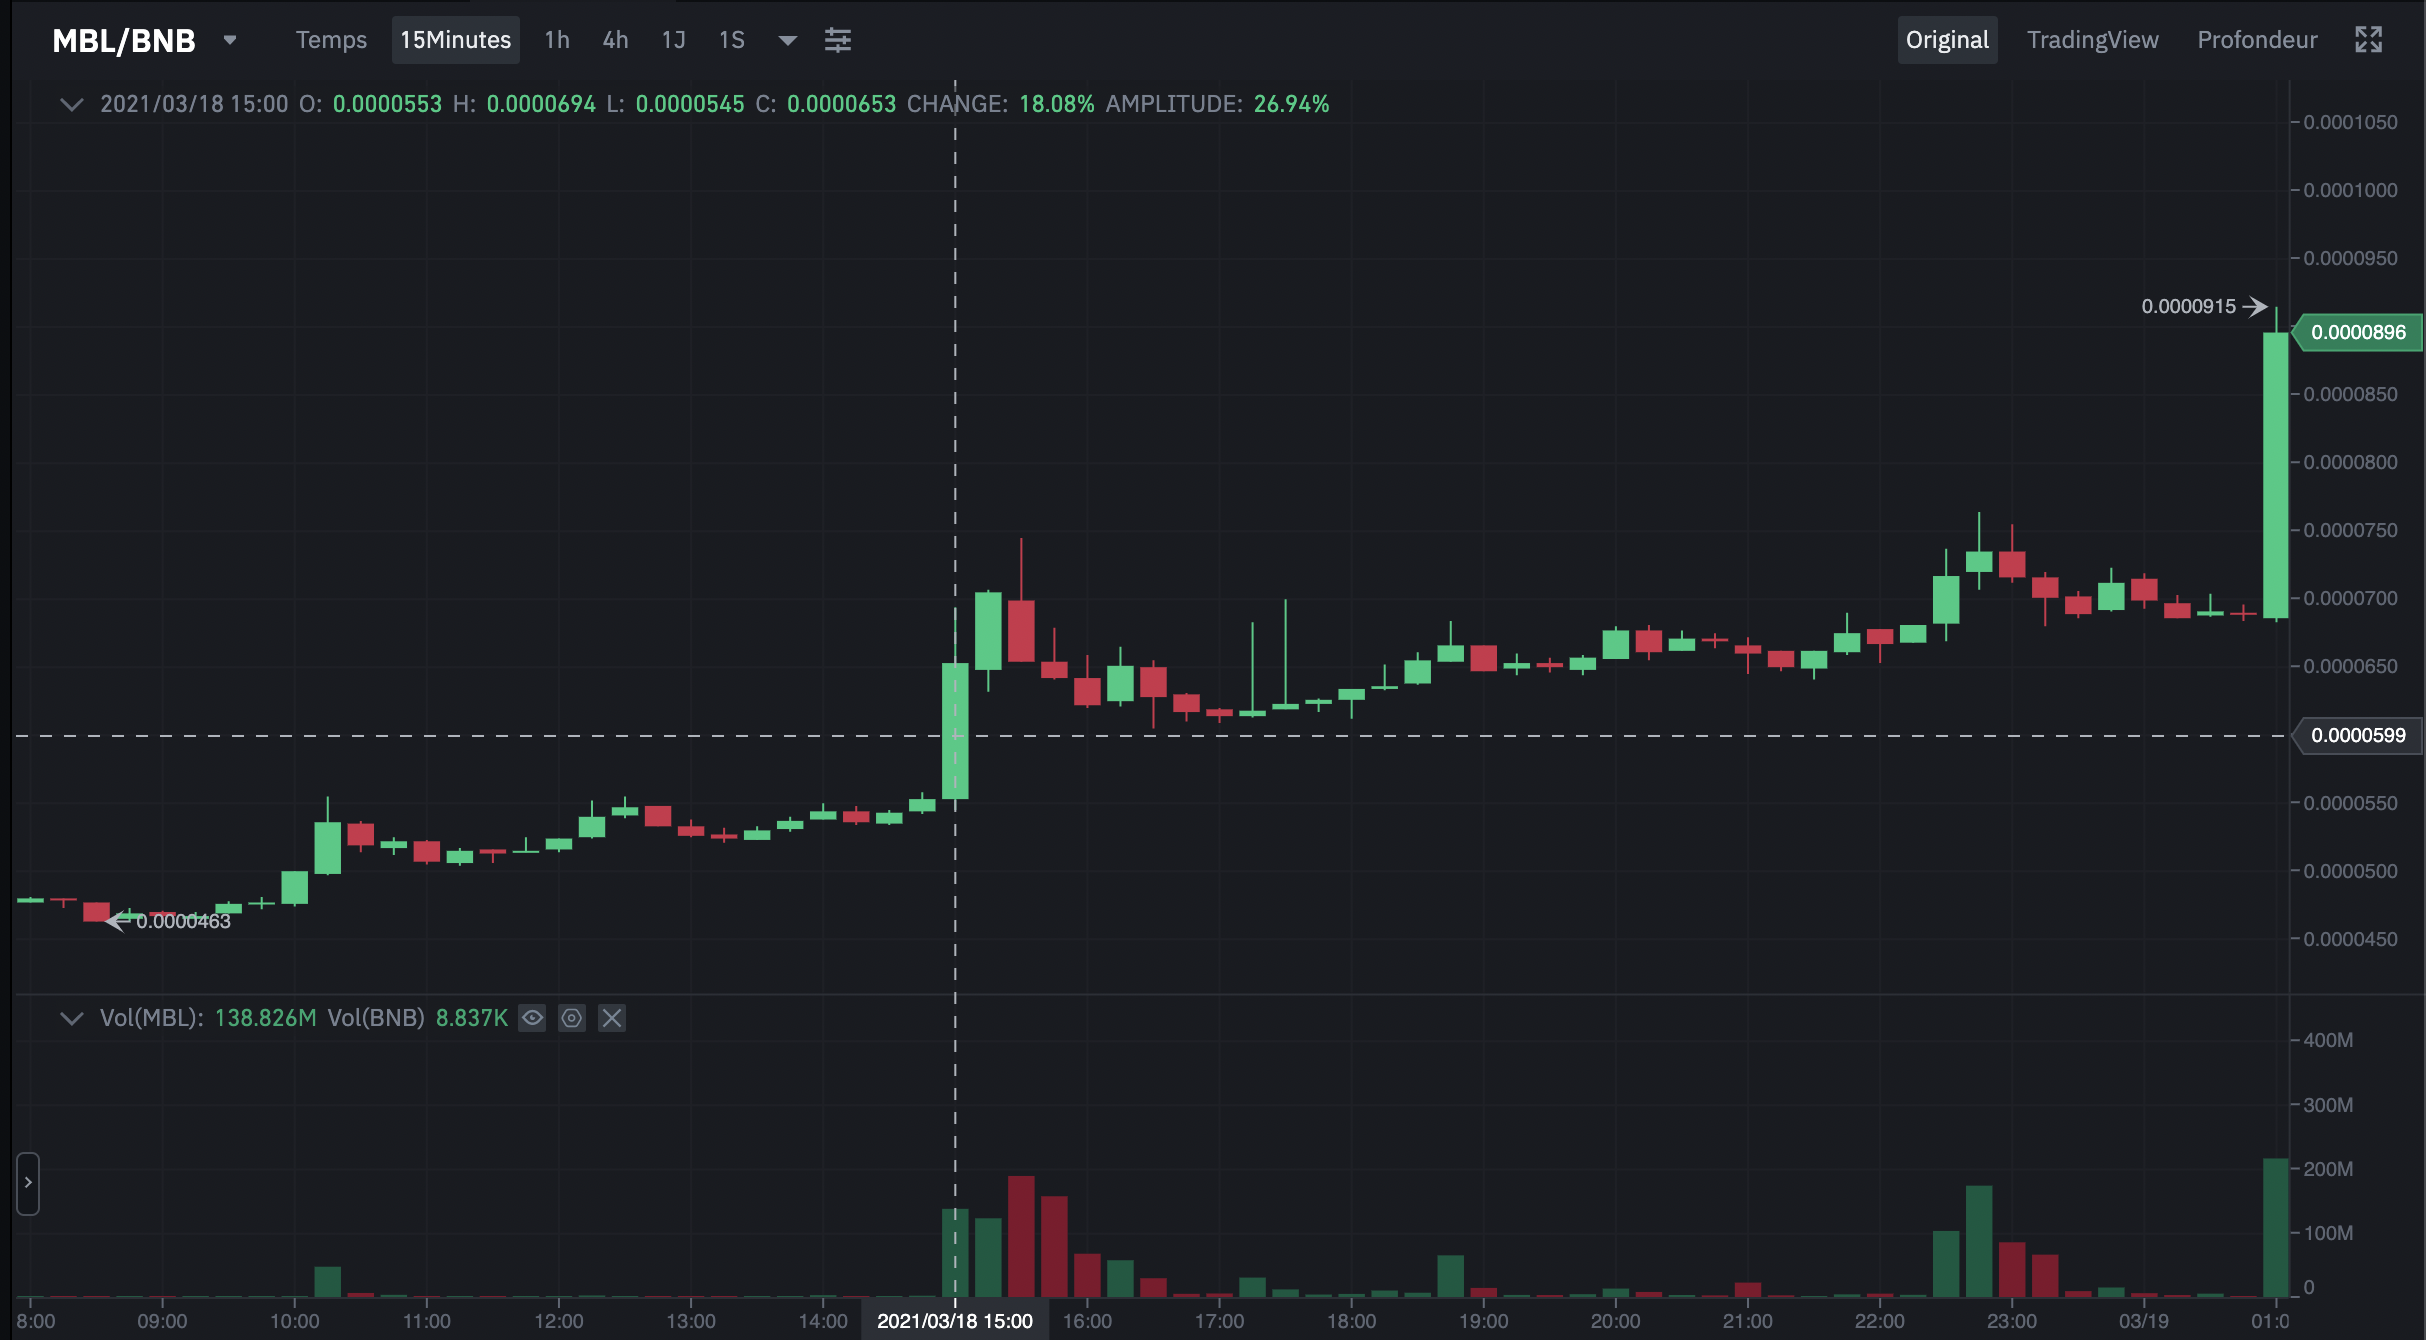 MBL/BNB Temps 15Minutes 1h 4h 1J 1S Original TradingView Profondeur
2021/03/18 15:00 O: 0.0000553 H: 0.0000694 L: 0.0000545 C: 0.0000653 CHANGE: 18.08% AMPLITUDE: 26.94%
0.0001050
0.0001000
0.0000950
0.0000915
0.0000896
0.0000850
0.0000800
0.0000750
0.0000700
0.0000650
0.0000599
0.0000550
0.0000500
0.0000463
0.0000450
Vol(MBL): 138.826M Vol(BNB) 8.837K
400M
300M
200M
100M
0
8:00 09:00 10:00 11:00 12:00 13:00 14:00 2021/03/18 15:00 16:00 17:00 18:00 19:00 20:00 21:00 22:00 23:00 03/19 01:0